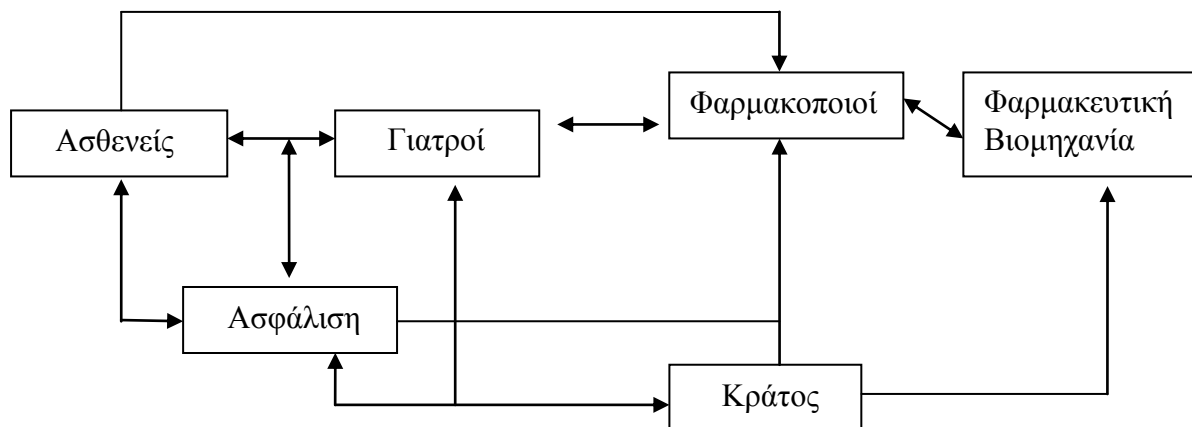 Ασθενείς
Γιατροί
Φαρμακοποιοί
Φαρμακευτική
Βιομηχανία
Ασφάλιση
Κράτος